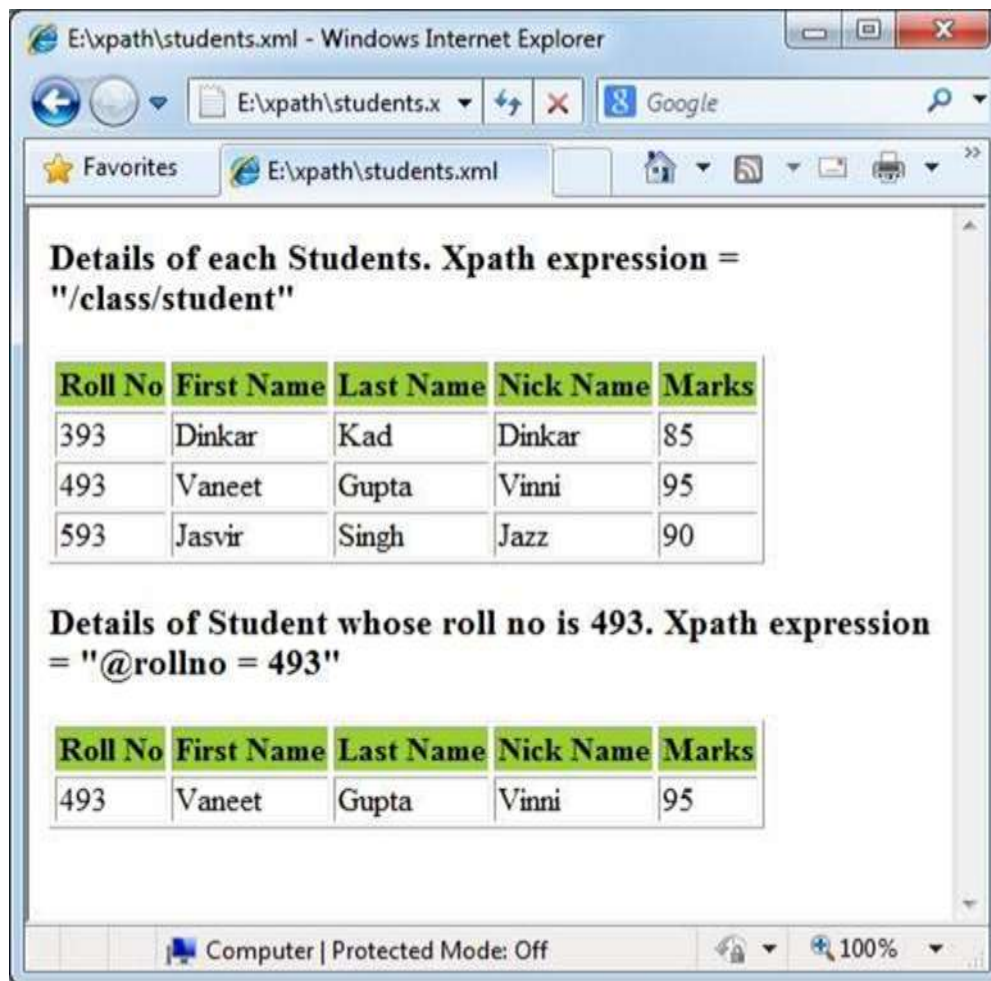 E:\xpath\students.xml - Windows Internet Explorer
E:\xpath\students.x
Google
Favorites
E:\xpath\students.xml
Details of each Students. Xpath expression =
"/class/student"
Roll No First Name Last Name Nick Name Marks
393 Dinkar Kad Dinkar 85
493 Vaneet Gupta Vinni 95
593 Jasvir Singh Jazz 90
Details of Student whose roll no is 493. Xpath expression
= "@rollno = 493"
Roll No First Name Last Name Nick Name Marks
493 Vaneet Gupta Vinni 95
Computer | Protected Mode: Off
100%